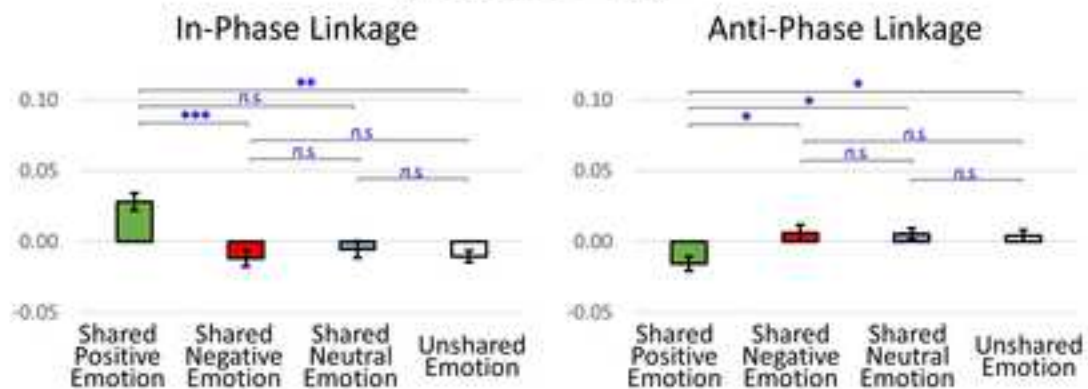 In-Phase Linkage
**
0.10
n.s
***
n.s
n.s
0.05
n.s
0.00
-0.05
Shared Positive Emotion
Shared Negative Emotion
Shared Neutral Emotion
Unshared Emotion
Anti-Phase Linkage
*
0.10
*
*
n.s
n.s
0.05
n.s
0.00
-0.05
Shared Positive Emotion
Shared Negative Emotion
Shared Neutral Emotion
Unshared Emotion